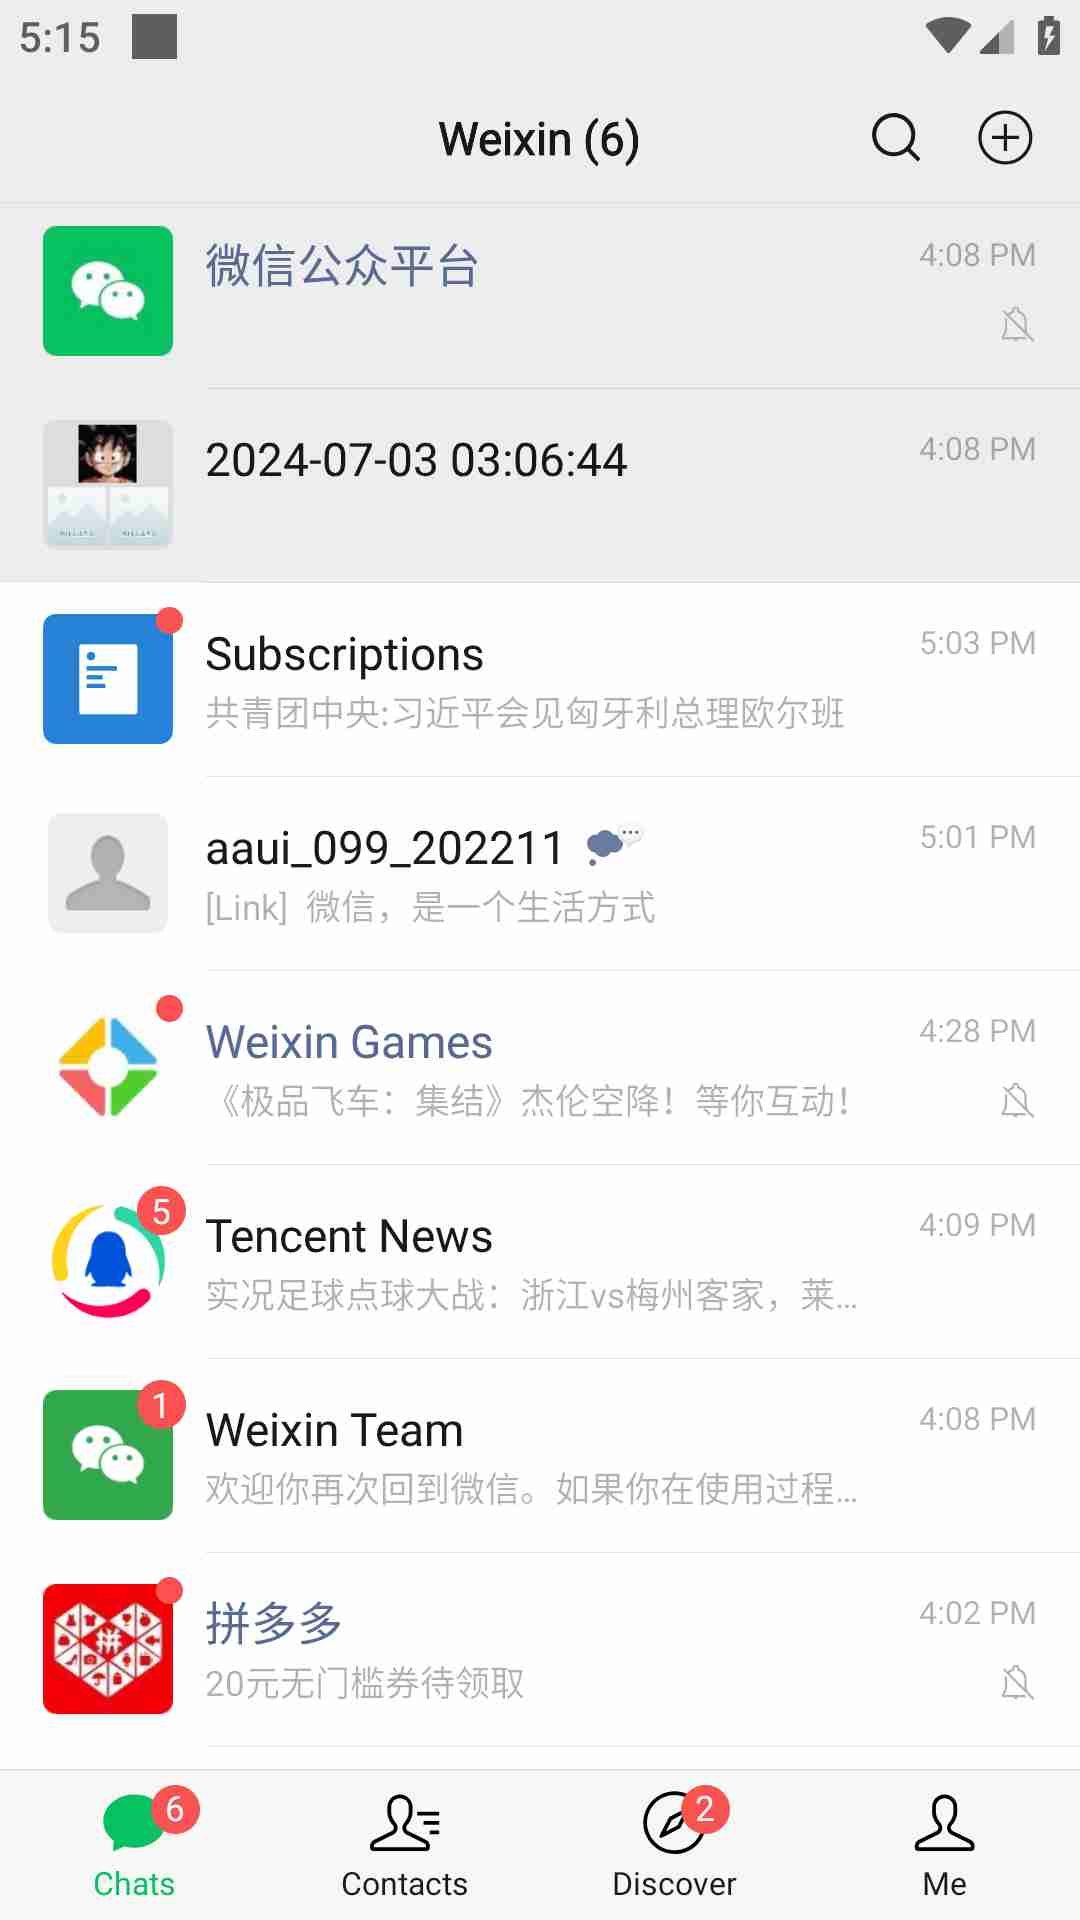 5:15
Weixin (6)
微信公众平台
4:08 PM
2024-07-03 03:06:44
4:08 PM
Subscriptions
5:03 PM
共青团中央:习近平会见匈牙利总理欧尔班
aaui_099_202211
5:01 PM
[Link] 微信，是一个生活方式
Weixin Games
4:28 PM
《极品飞车：集结》杰伦空降！等你互动！
5
Tencent News
4:09 PM
实况足球点球大战：浙江vs梅州客家，莱...
1
Weixin Team
4:08 PM
欢迎你再次回到微信。如果你在使用过程...
拼
拼多多
4:02 PM
20元无门槛券待领取
6
2
Chats
Contacts
Discover
Me